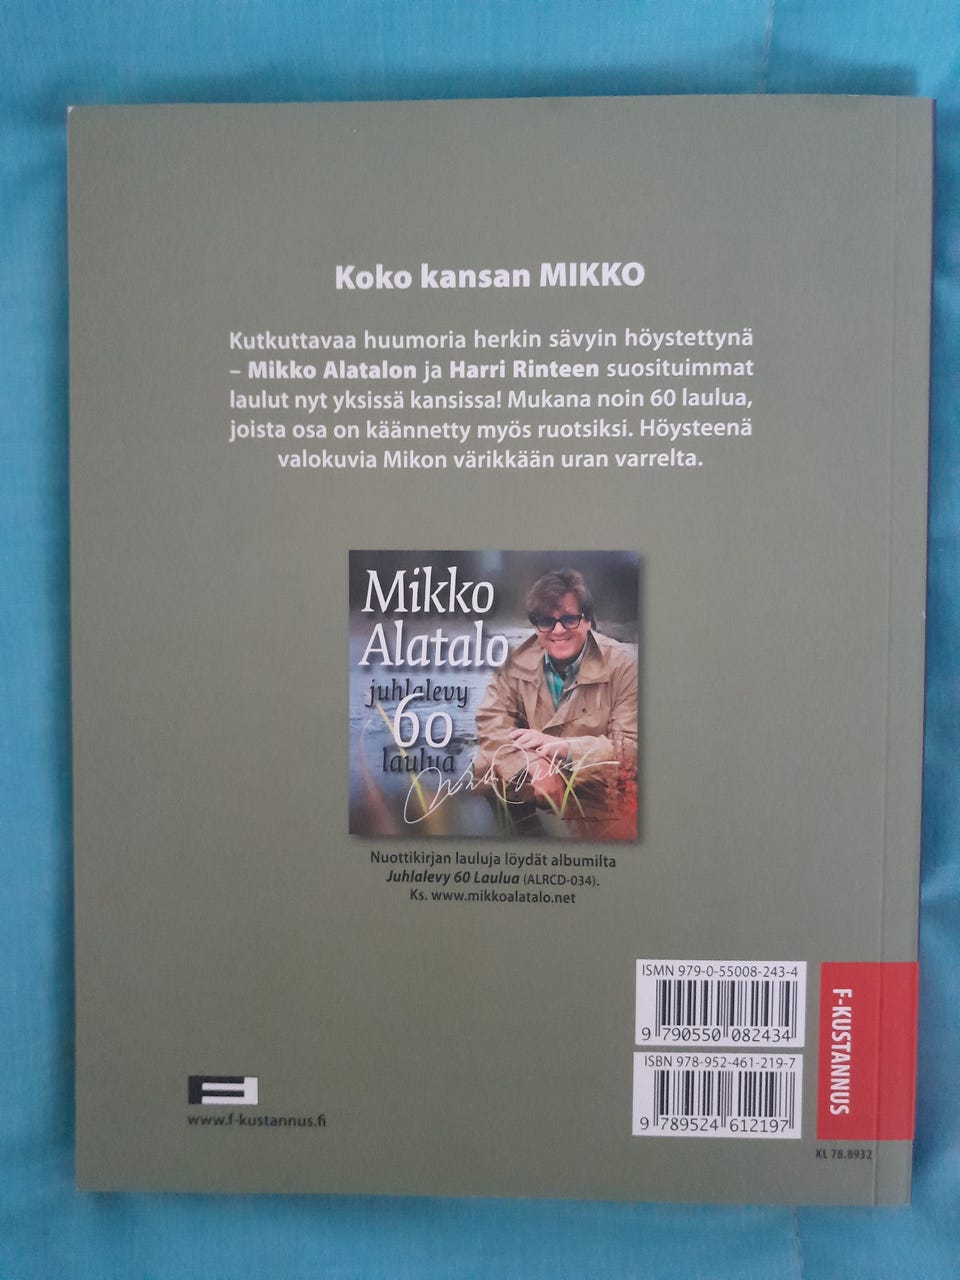 Koko kansan MIKKO
Kutkuttavaa huumoria herkin sävyin höystettynä
– Mikko Alatalon ja Harri Rinteen suosituimmat
laulut nyt yksissä kansissa! Mukana noin 60 laulua,
joista osa on käännetty myös ruotsiksi. Höysteenä
valokuvia Mikon värikkään uran varrelta.
Mikko
Alatalo
juhlalevy
60
laulua
Nuottikirjan lauluja löydät albumilta
Juhlalevy 60 Laulua (ALRCD-034).
Ks. www.mikkoalatalo.net
ISMN 979-0-55008-243-4
9 790550 082434
ISBN 978-952-461-219-7
9 789524 612197
F-KUSTANNUS
KL 78.8932
www.f-kustannus.fi